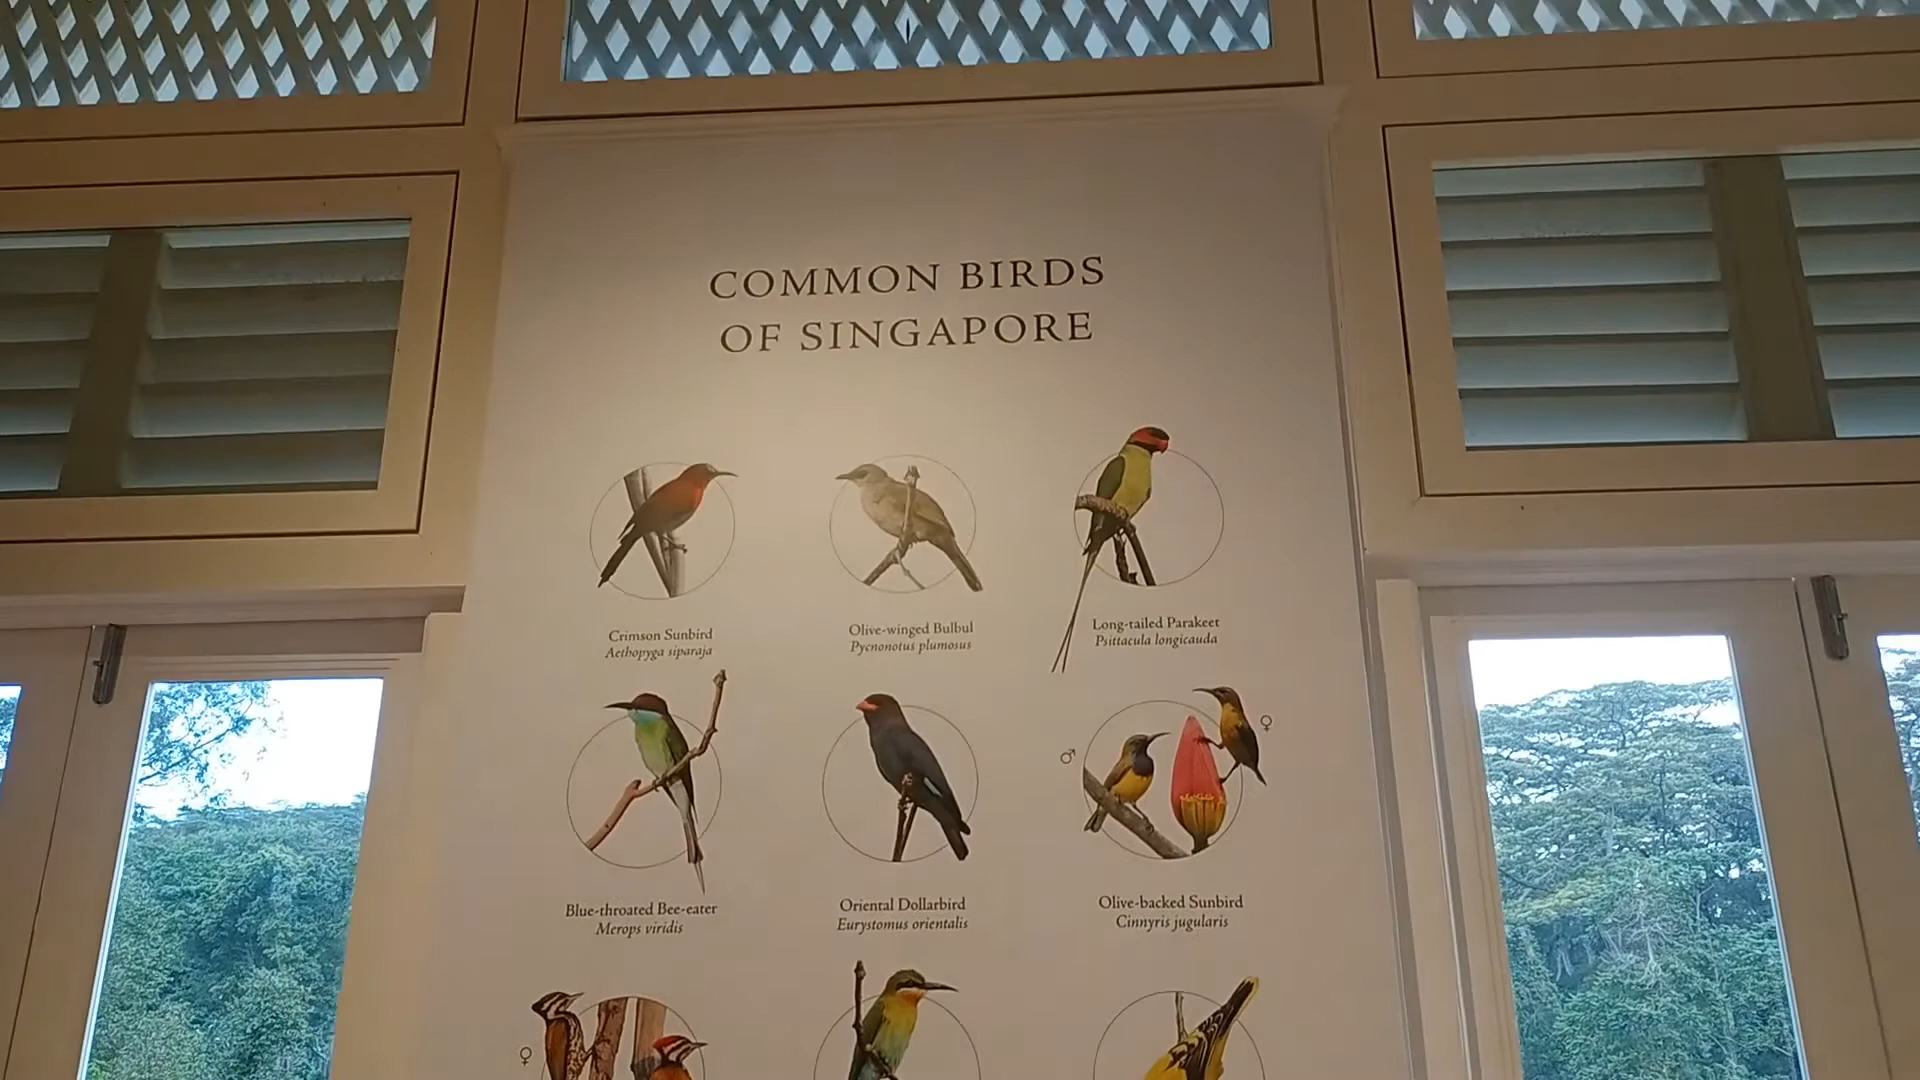 COMMON BIRDS
OF SINGAPORE
Crimson Sunbird
Aethopyga siparaja
Olive-winged Bulbul
Pycnonotus plumosus
Long-tailed Parakeet
Psittacula longicauda
♂
♀
Blue-throated Bee-eater
Merops viridis
Oriental Dollarbird
Eurystomus orientalis
Olive-backed Sunbird
Cinnyris jugularis
♀